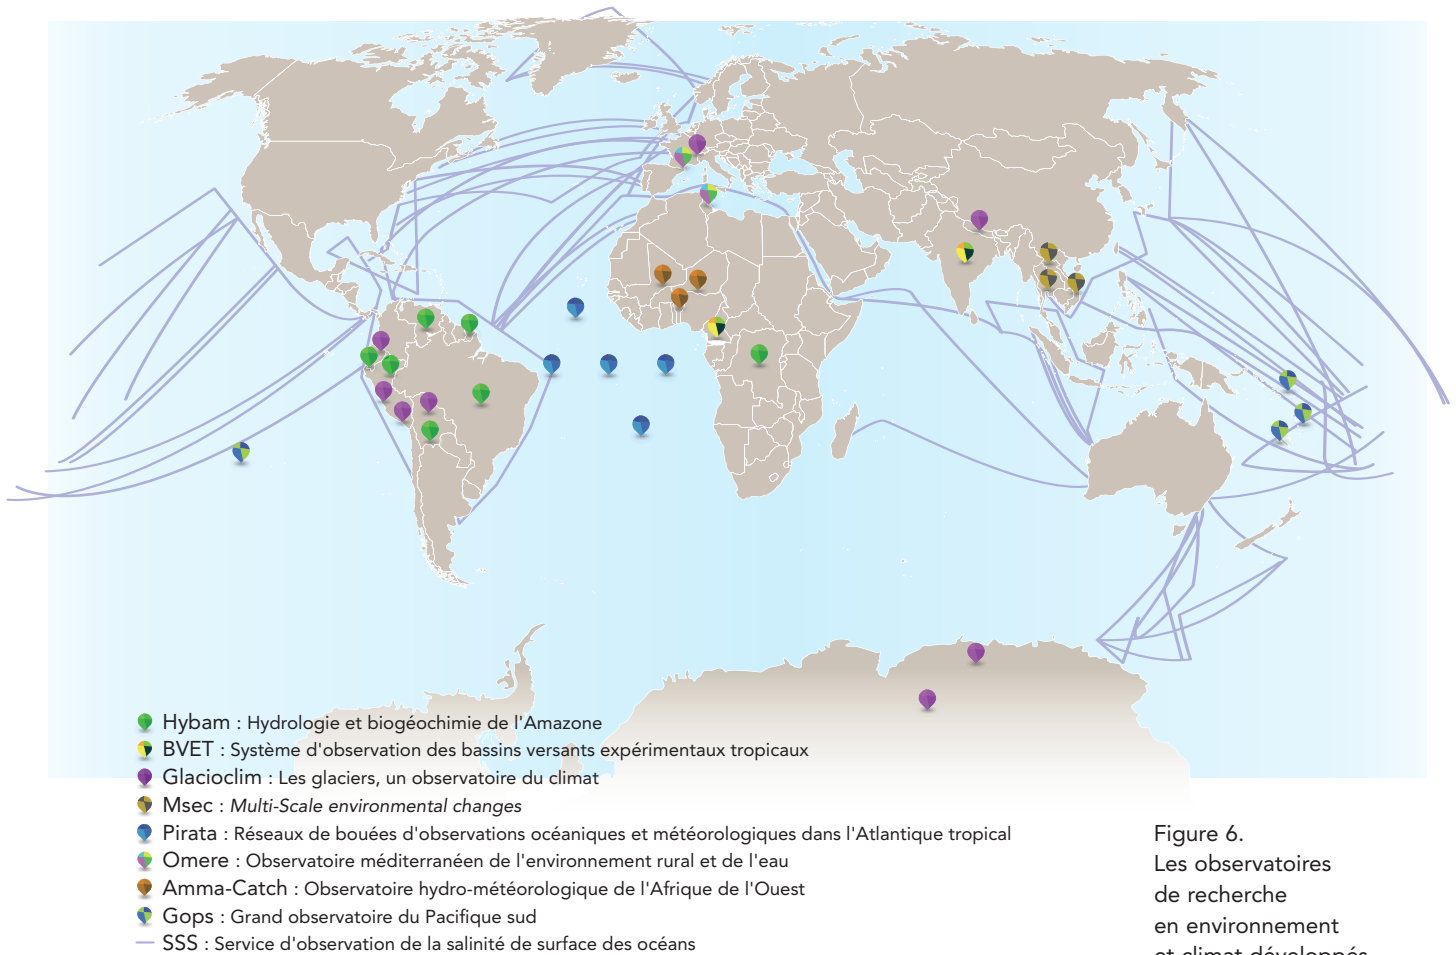 Hybam : Hydrologie et biogéochimie de l'Amazone
BVET : Système d'observation des bassins versants expérimentaux tropicaux
Glacioclim : Les glaciers, un observatoire du climat
Msec : Multi-Scale environmental changes
Pirata : Réseaux de bouées d'observations océaniques et météorologiques dans l'Atlantique tropical
Omere : Observatoire méditerranéen de l'environnement rural et de l'eau
Amma-Catch : Observatoire hydro-météorologique de l'Afrique de l'Ouest
Gops : Grand observatoire du Pacifique sud
SSS : Service d'observation de la salinité de surface des océans
Figure 6.
Les observatoires
de recherche
en environnement
et climat développés